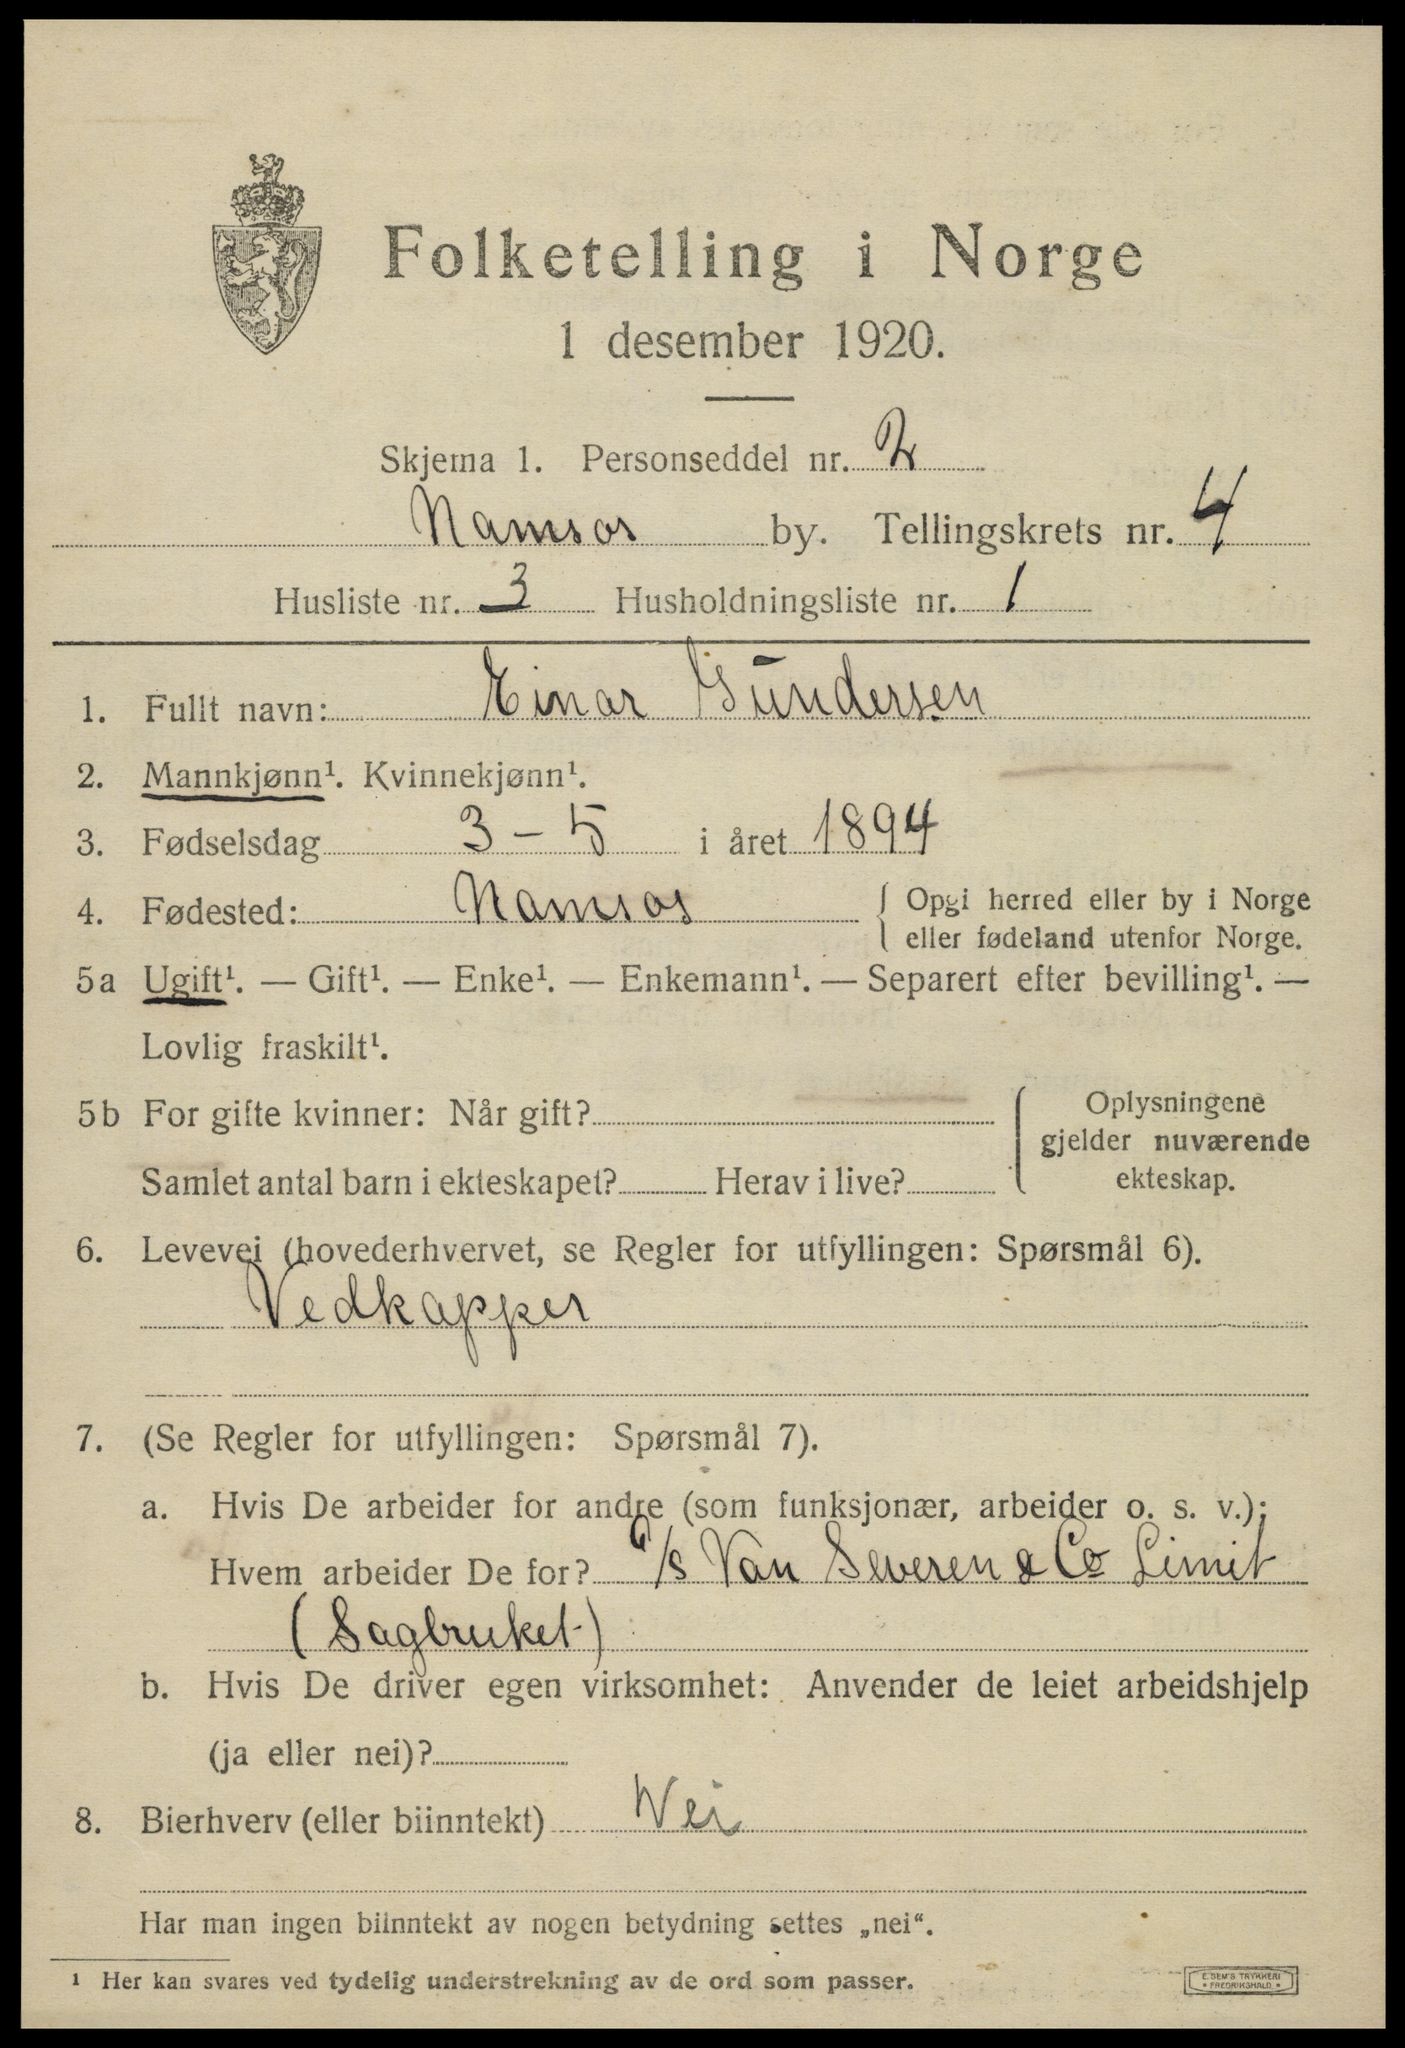 Folketelling i Norge
1 desember 1920.
Skjema 1. Personseddel nr. 2
Namsos by. Tellingskrets nr. 4
Husliste nr. 3 Husholdningsliste nr. 1
1. Fullt navn: Einar Gundersen
2. Mannkjønn¹. Kvinnekjønn¹.
3. Fødselsdag 3 - 5 i året 1894
4. Fødested: Namsos { Opgi herred eller by i Norge
eller fødeland utenfor Norge.
5a Ugift¹. — Gift¹. — Enke¹. — Enkemann¹. — Separert efter bevilling¹. —
Lovlig fraskilt¹.
5b For gifte kvinner: Når gift?
Samlet antal barn i ekteskapet? Herav i live?
Oplysningene
gjelder nuværende
ekteskap.
6. Levevei (hovederhvervet, se Regler for utfyllingen: Spørsmål 6).
Vedkapper
7. (Se Regler for utfyllingen: Spørsmål 7).
a. Hvis De arbeider for andre (som funksjonær, arbeider o. s. v.):
Hvem arbeider De for? A/s Van Severen & Co Limit
(Sagbruket)
b. Hvis De driver egen virksomhet: Anvender de leiet arbeidshjelp
(ja eller nei)?
8. Bierhverv (eller biinntekt) Nei
Har man ingen biinntekt av nogen betydning settes „nei“.
¹ Her kan svares ved tydelig understrekning av de ord som passer.
E. SEM'S TRYKKERI
• FREDRIKSHALD •